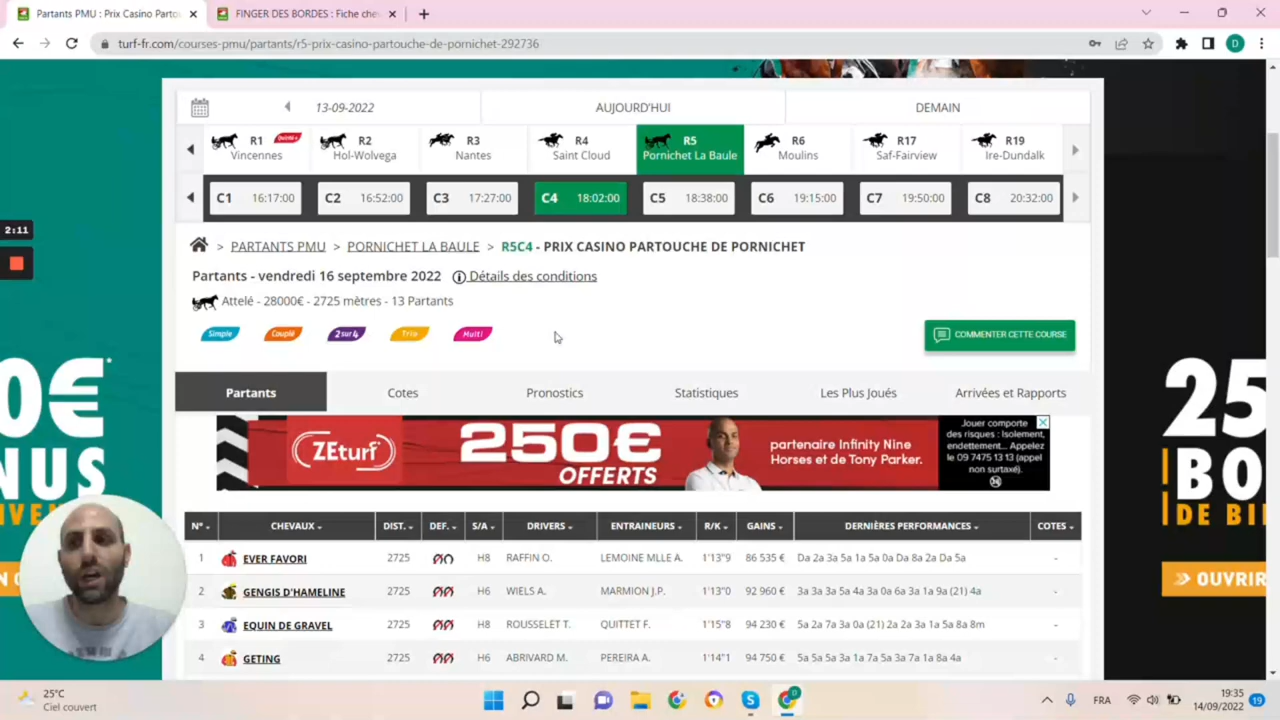 Partants PMU : Prix Casino Parto
FINGER DES BORDES : Fiche che
turf-fr.com/courses-pmu/partants/r5-prix-casino-partouche-de-pornichet-292736
D
13-09-2022 AUJOURD'HUI DEMAIN
R1 Quinté+ R2 R3 R4 R5 R6 R17 R19
Vincennes Hol-Wolvega Nantes Saint Cloud Pornichet La Baule Moulins Saf-Fairview Ire-Dundalk
C1 16:17:00 C2 16:52:00 C3 17:27:00 C4 18:02:00 C5 18:38:00 C6 19:15:00 C7 19:50:00 C8 20:32:00
2:11
> PARTANTS PMU > PORNICHET LA BAULE > R5C4 - PRIX CASINO PARTOUCHE DE PORNICHET
Partants - vendredi 16 septembre 2022 Détails des conditions
Attelé - 28000€ - 2725 mètres - 13 Partants
Simple Couplé 2sur4 Trio Multi
COMMENTER CETTE COURSE
Partants Cotes Pronostics Statistiques Les Plus Joués Arrivées et Rapports
ZEturf 250€ OFFERTS
partenaire Infinity Nine
Horses et de Tony Parker.
Jouer comporte
des risques : Isolement,
endettement... Appelez
le 09 7475 13 13 (appel
non surtaxé).
0€
NUS
25
BO
DE BI
OUVRIR
N° CHEVAUX DIST. DEF. S/A DRIVERS ENTRAINEURS R/K GAINS DERNIÈRES PERFORMANCES COTES
1 EVER FAVORI 2725 H8 RAFFIN O. LEMOINE MLLE A. 1'13"9 86 535 € Da 2a 3a 5a 1a 5a 0a Da 8a 2a Da 5a -
2 GENGIS D'HAMELINE 2725 H6 WIELS A. MARMION J.P. 1'13"0 92 960 € 3a 3a 3a 5a 4a 3a 0a 6a 3a 1a 9a (21) 4a -
3 EQUIN DE GRAVEL 2725 H8 ROUSSELET T. QUITTET F. 1'15"8 94 230 € 5a 2a 7a 3a 0a (21) 2a 2a 3a 1a 5a 8a 8m -
4 GETING 2725 H6 ABRIVARD M. PEREIRA A. 1'14"1 94 750 € 5a 5a 5a 3a 1a 7a 5a 3a 7a 1a 8a 4a -
25°C
Ciel couvert
FRA
19:35
14/09/2022
19